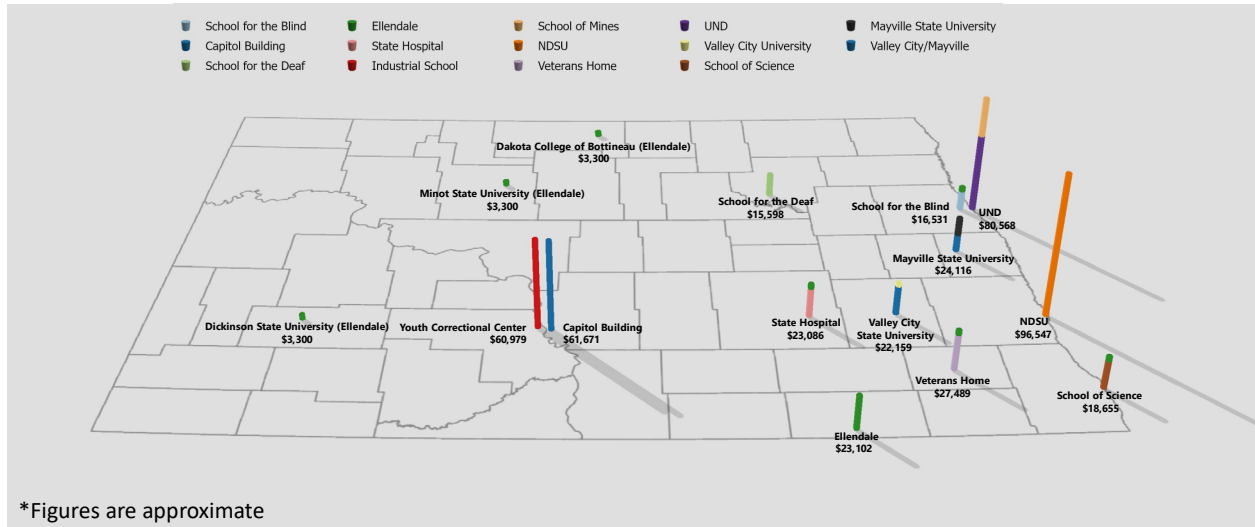 School for the Blind
Ellendale
School of Mines
UND
Mayville State University
Capitol Building
State Hospital
NDSU
Valley City University
Valley City/Mayville
School for the Deaf
Industrial School
Veterans Home
School of Science
Dakota College of Bottineau (Ellendale)
$3,300
Minot State University (Ellendale)
$3,300
School for the Deaf
$15,598
School for the Blind
$16,531
UND
$80,568
Mayville State University
$24,116
Dickinson State University (Ellendale)
$3,300
Youth Correctional Center
$60,979
Capitol Building
$61,671
State Hospital
$23,086
Valley City
State University
$22,159
NDSU
$96,547
Veterans Home
$27,489
School of Science
$18,655
Ellendale
$23,102
*Figures are approximate